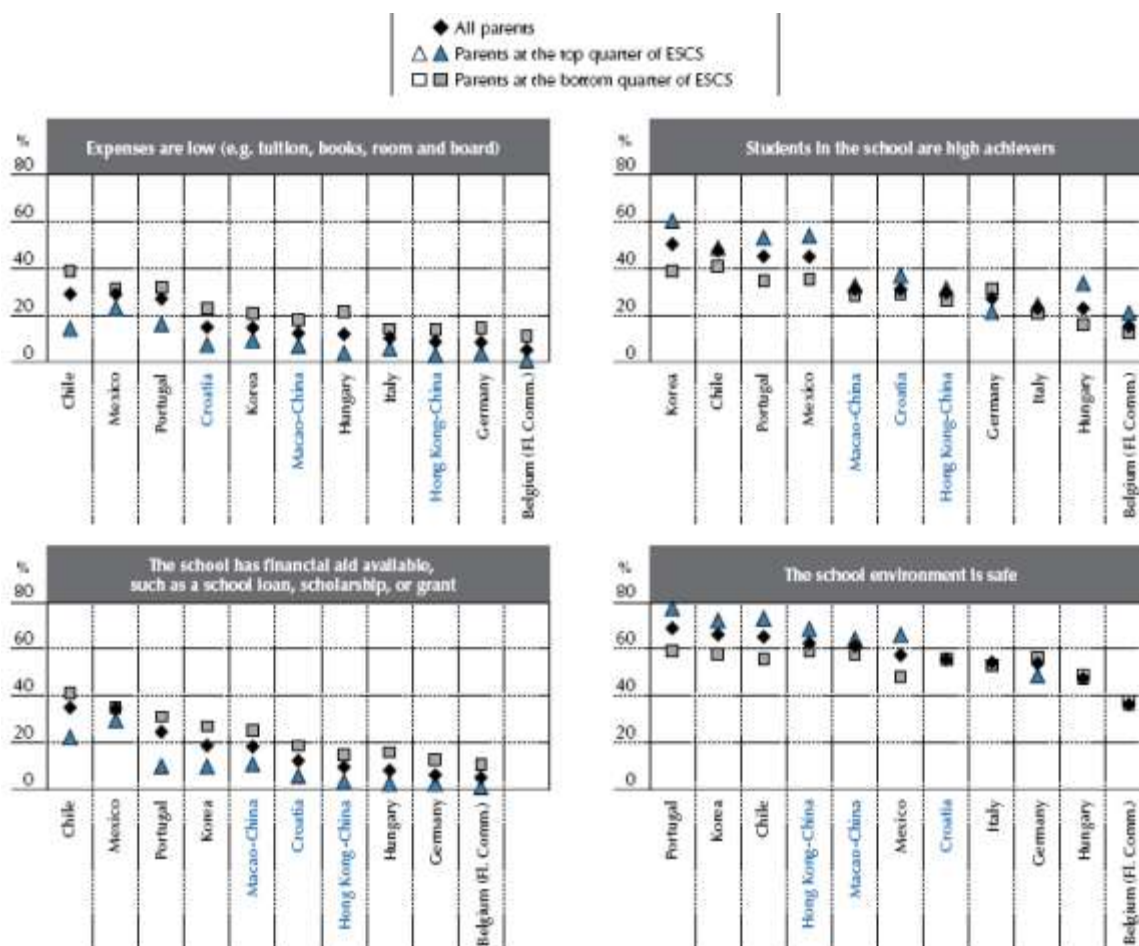 All parents
Parents at the top quarter of ESCS
Parents at the bottom quarter of ESCS
%
Expenses are low (e.g. tuition, books, room and board)
80
60
40
20
0
Chile
Mexico
Portugal
Croatia
Korea
Macao-China
Hungary
Italy
Hong Kong-China
Germany
Belgium (Fl. Comm.)
%
Students in the school are high achievers
80
60
40
20
0
Korea
Chile
Portugal
Mexico
Macao-China
Croatia
Hong Kong-China
Germany
Italy
Hungary
Belgium (Fl. Comm.)
%
The school has financial aid available,
such as a school loan, scholarship, or grant
80
60
40
20
0
Chile
Mexico
Portugal
Korea
Macao-China
Croatia
Hong Kong-China
Hungary
Germany
Belgium (Fl. Comm.)
%
The school environment is safe
80
60
40
20
0
Portugal
Korea
Chile
Hong Kong-China
Macao-China
Mexico
Croatia
Italy
Germany
Hungary
Belgium (Fl. Comm.)